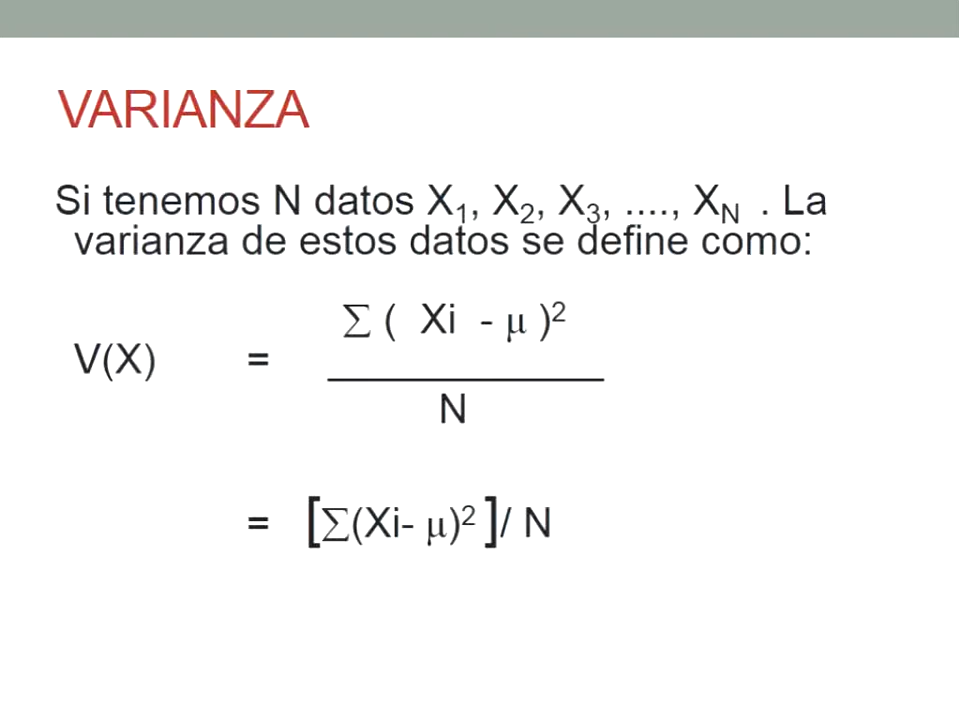 VARIANZA
Si tenemos N datos X₁, X₂, X₃, ...., X_N . La
varianza de estos datos se define como:
∑ ( Xi - μ )²
V(X) = ─────────
N
= [∑(Xi- μ)² ]/ N